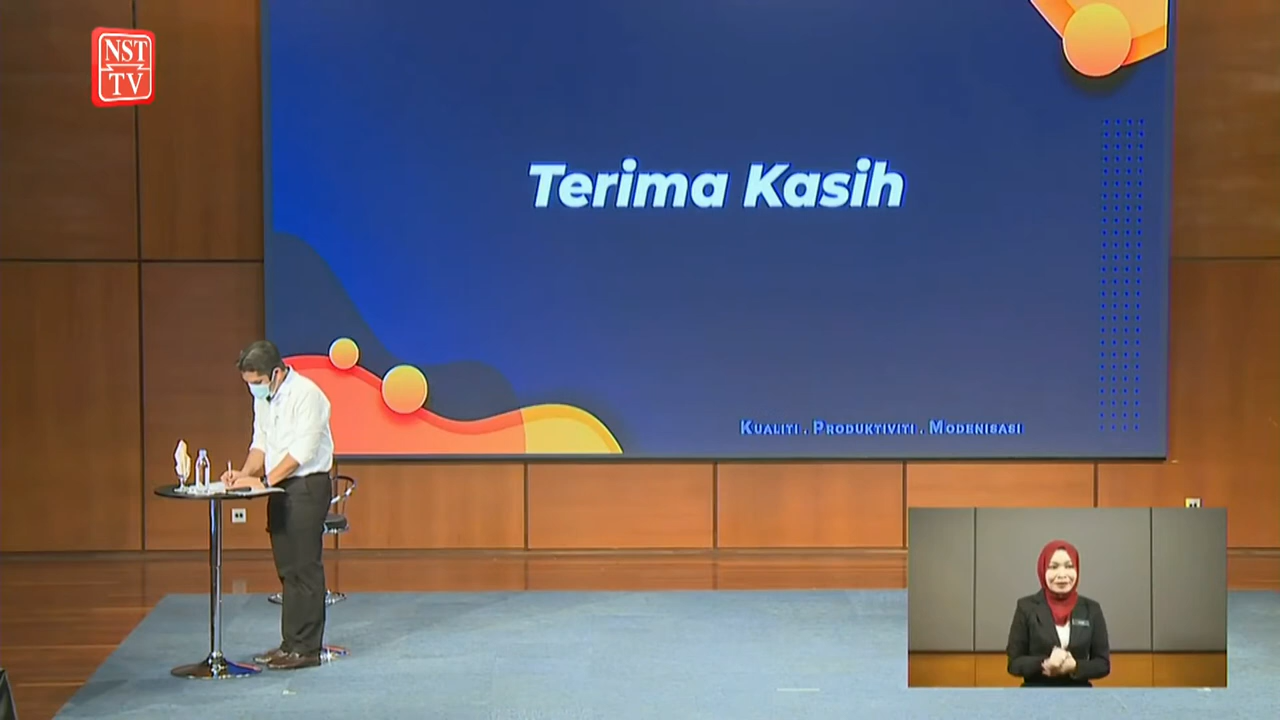 NST
TV
Terima Kasih
KUALITI . PRODUKTIVITI . MODENISASI